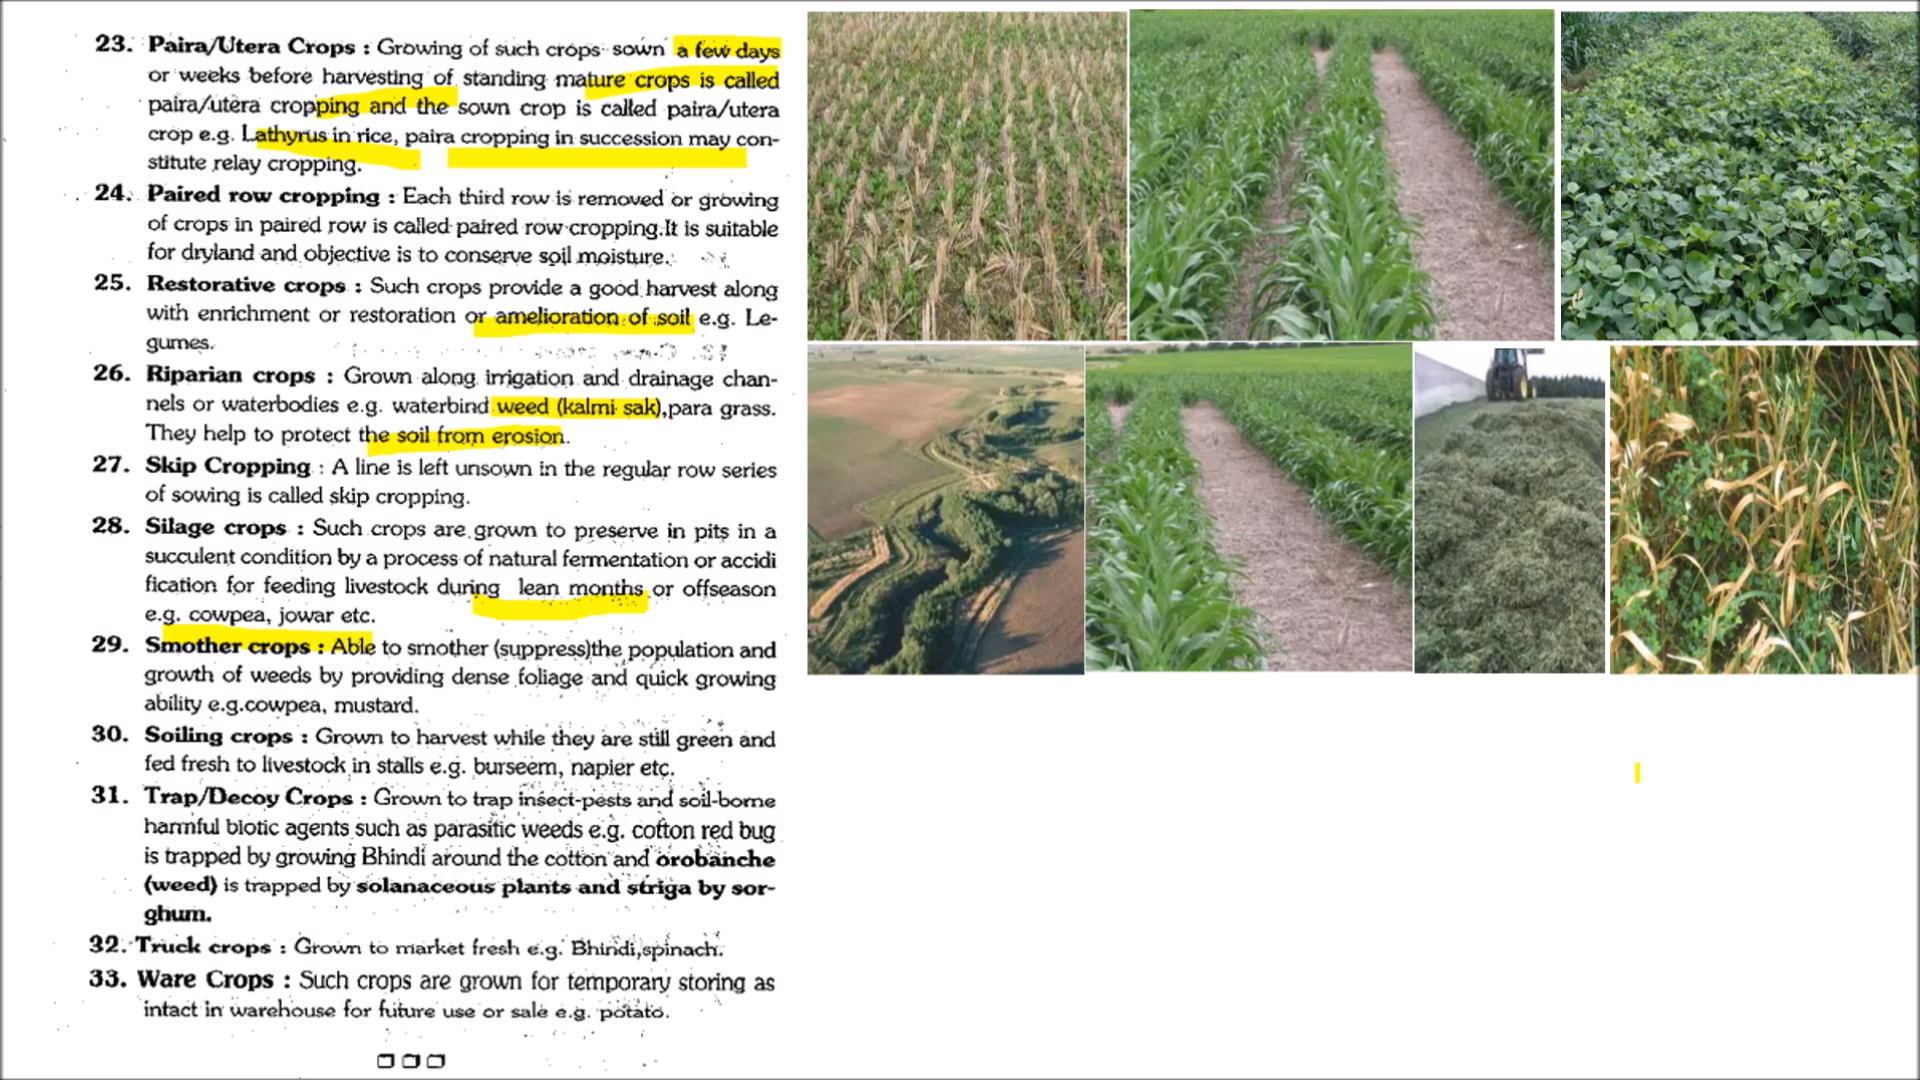 23. Paira/Utera Crops : Growing of such crops sown a few days
or weeks before harvesting of standing mature crops is called
paira/utera cropping and the sown crop is called paira/utera
crop e.g. Lathyrus in rice, paira cropping in succession may con-
stitute relay cropping.
24. Paired row cropping : Each third row is removed or growing
of crops in paired row is called paired row cropping.It is suitable
for dryland and objective is to conserve soil moisture.
25. Restorative crops : Such crops provide a good harvest along
with enrichment or restoration or amelioration of soil e.g. Le-
gumes.
26. Riparian crops : Grown along irrigation and drainage chan-
nels or waterbodies e.g. waterbind weed (kalmi sak),para grass.
They help to protect the soil from erosion.
27. Skip Cropping : A line is left unsown in the regular row series
of sowing is called skip cropping.
28. Silage crops : Such crops are grown to preserve in pits in a
succulent condition by a process of natural fermentation or accidi
fication for feeding livestock during lean months or offseason
e.g. cowpea, jowar etc.
29. Smother crops : Able to smother (suppress)the population and
growth of weeds by providing dense foliage and quick growing
ability e.g.cowpea, mustard.
30. Soiling crops : Grown to harvest while they are still green and
fed fresh to livestock in stalls e.g. burseem, napier etc.
31. Trap/Decoy Crops : Grown to trap insect-pests and soil-borne
harmful biotic agents such as parasitic weeds e.g. cotton red bug
is trapped by growing Bhindi around the cotton and orobanche
(weed) is trapped by solanaceous plants and striga by sor-
ghum.
32. Truck crops : Grown to market fresh e.g. Bhindi,spinach.
33. Ware Crops : Such crops are grown for temporary storing as
intact in warehouse for future use or sale e.g. potato.